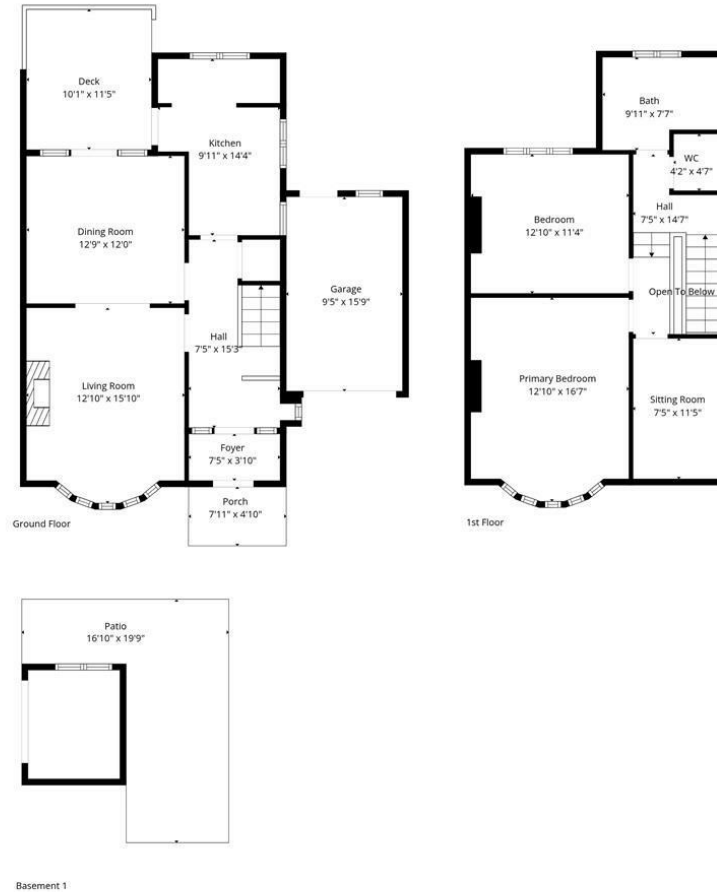 Deck
10'1" x 11'5"
Kitchen
9'11" x 14'4"
Dining Room
12'9" x 12'0"
Garage
9'5" x 15'9"
Hall
7'5" x 15'3"
Living Room
12'10" x 15'10"
Foyer
7'5" x 3'10"
Porch
7'11" x 4'10"
Ground Floor
Bath
9'11" x 7'7"
WC
4'2" x 4'7"
Hall
7'5" x 14'7"
Bedroom
12'10" x 11'4"
Open To Below
Primary Bedroom
12'10" x 16'7"
Sitting Room
7'5" x 11'5"
1st Floor
Patio
16'10" x 19'9"
Basement 1